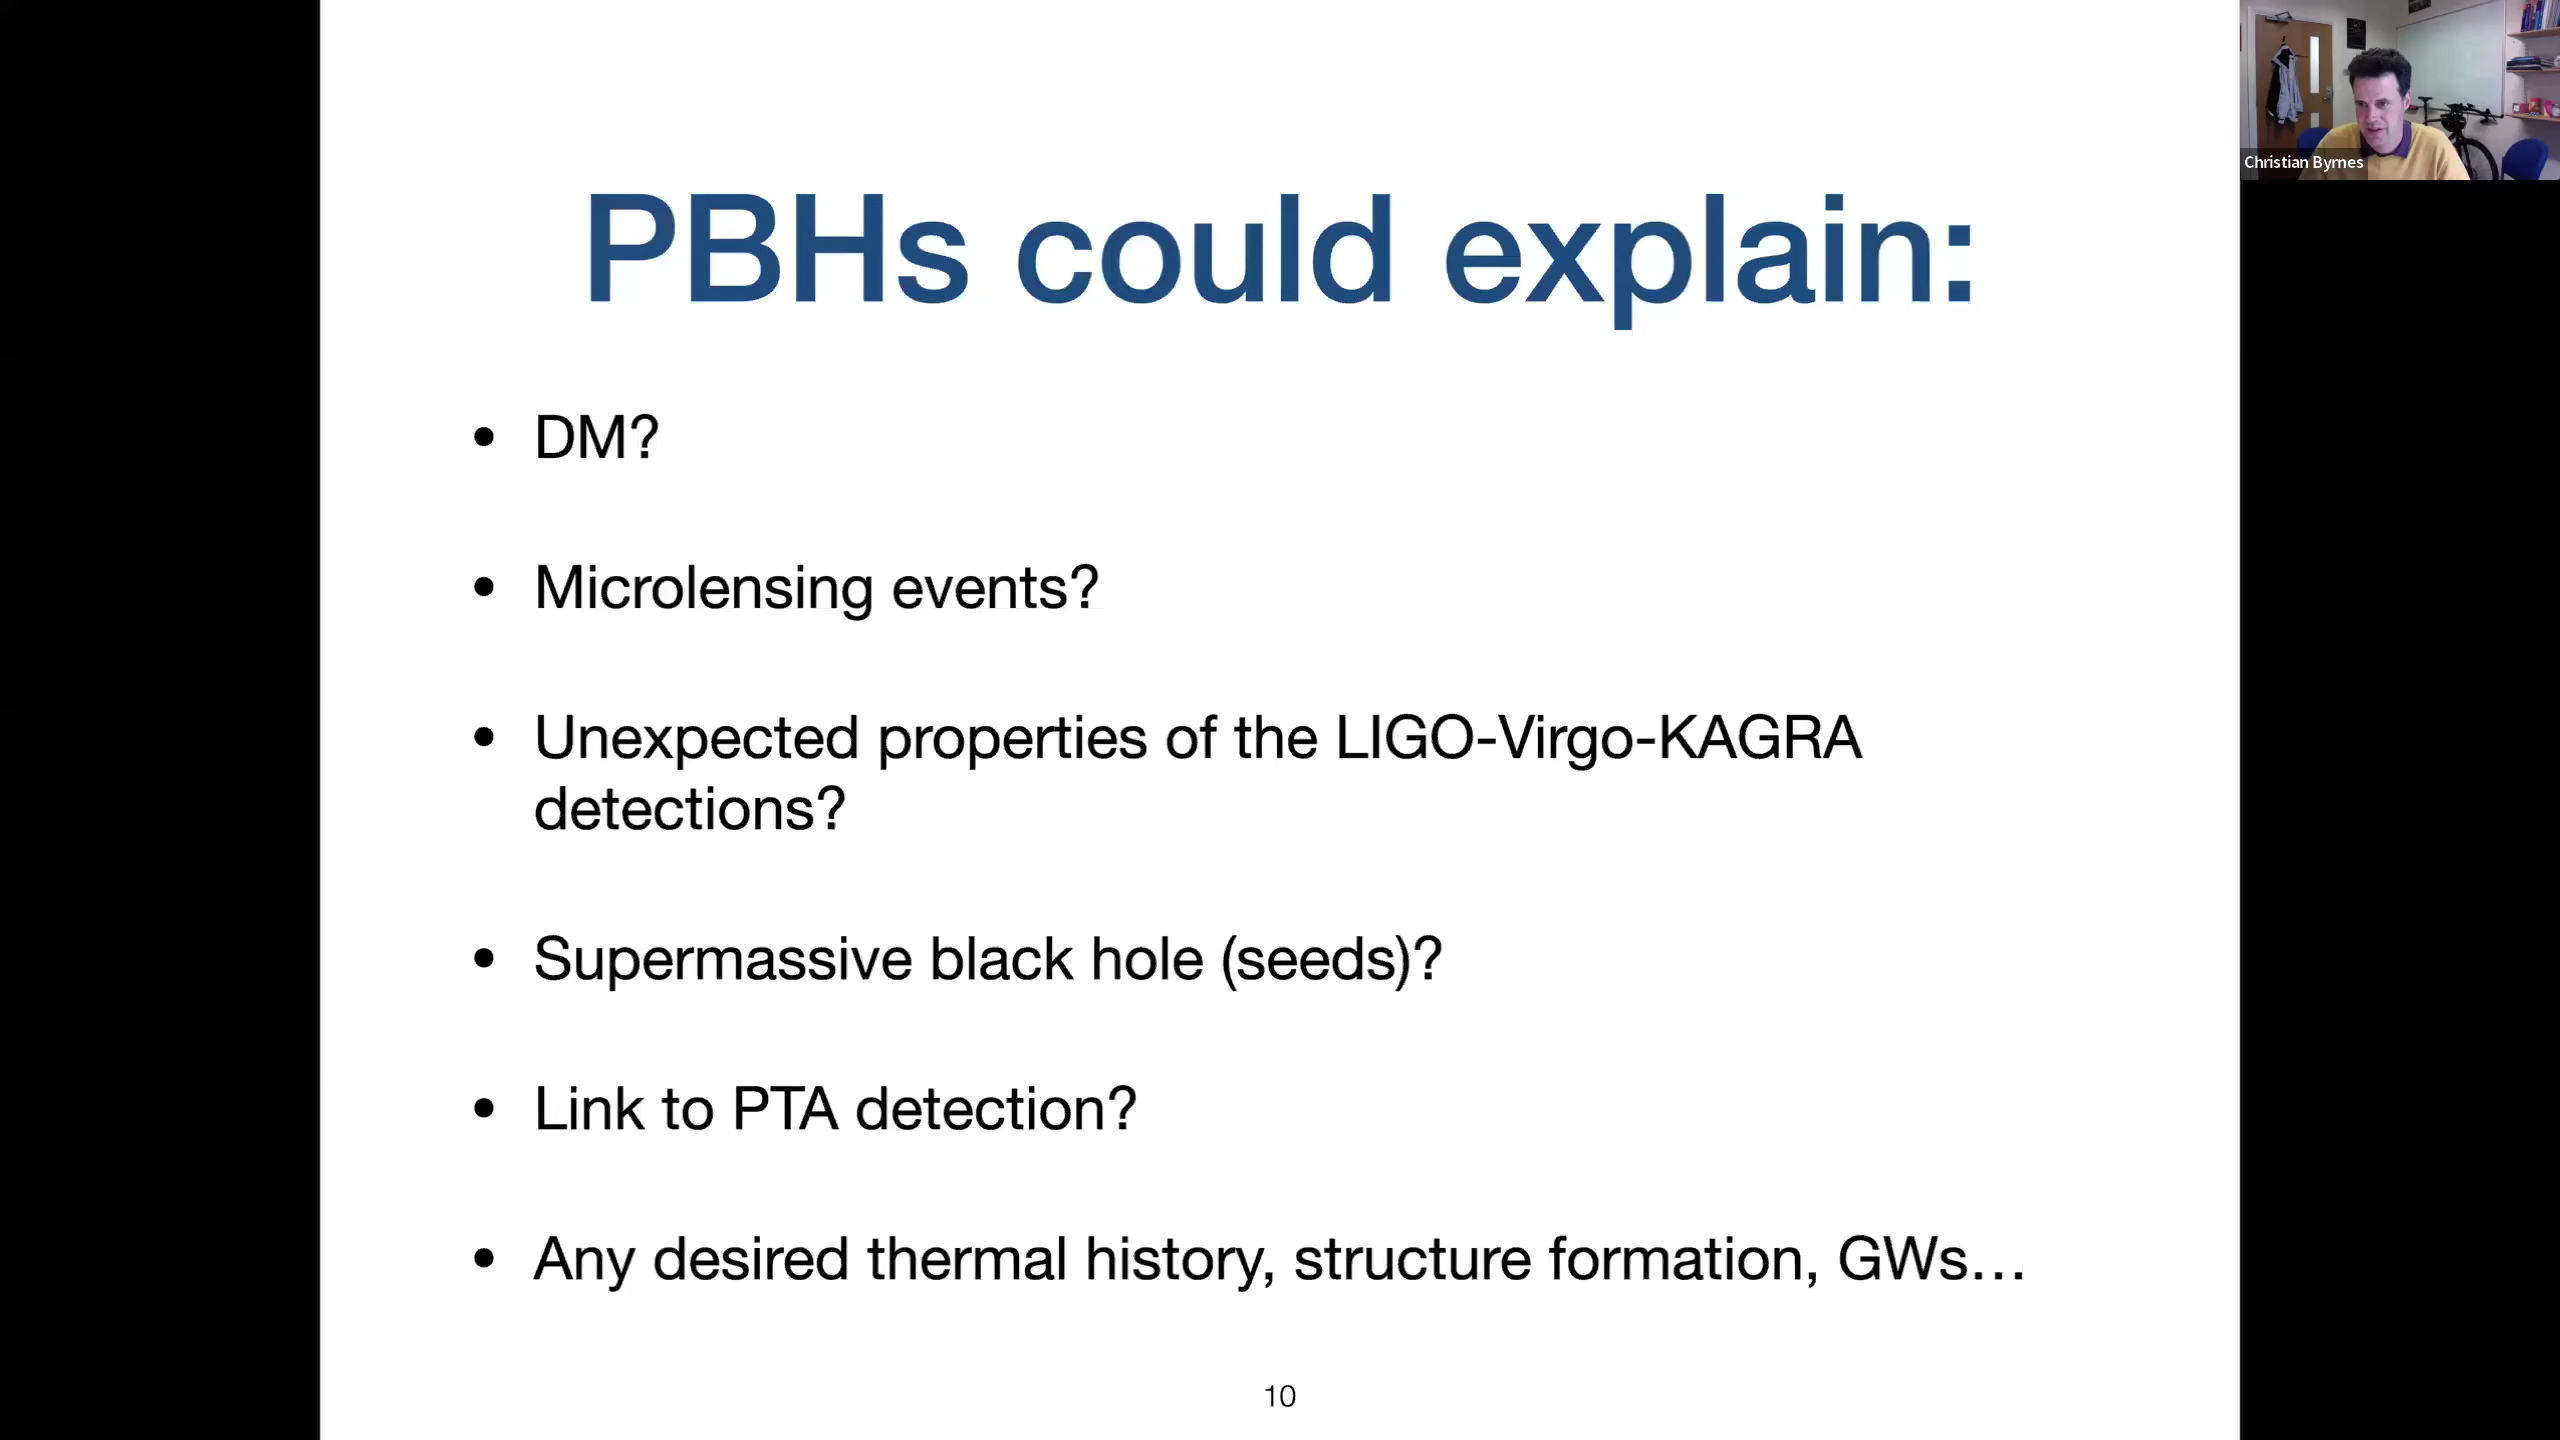 Christian Byrnes
PBHs could explain:
• DM?
• Microlensing events?
• Unexpected properties of the LIGO-Virgo-KAGRA
detections?
• Supermassive black hole (seeds)?
• Link to PTA detection?
• Any desired thermal history, structure formation, GWs…
10